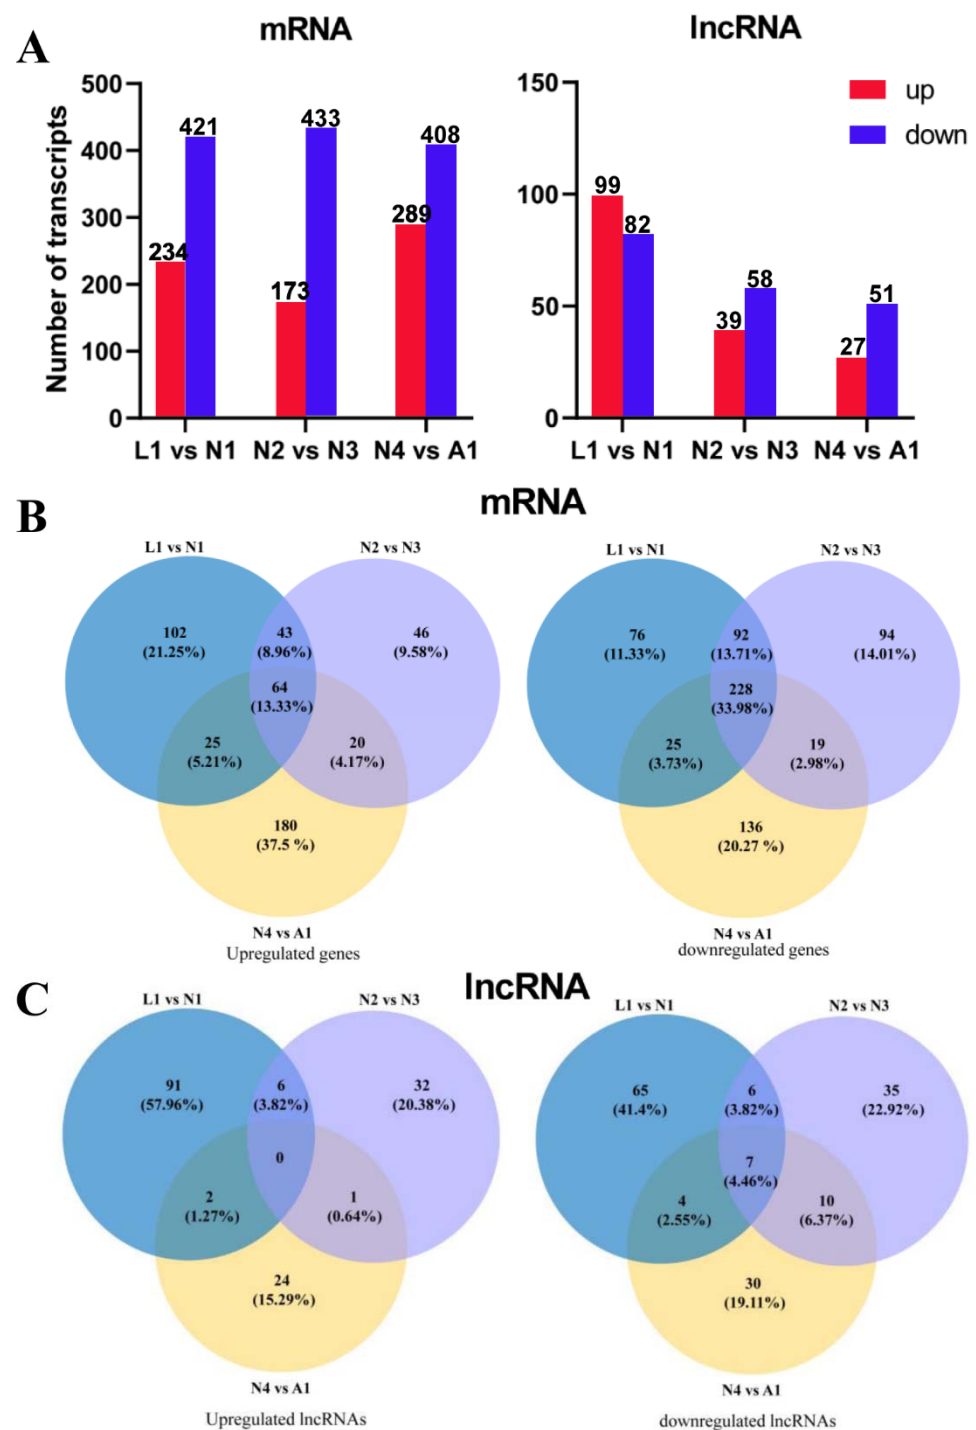 A
mRNA
lncRNA
Number of transcripts
500
400
300
200
100
0
234
421
173
433
289
408
L1 vs N1 N2 vs N3 N4 vs A1
150
100
50
0
99
82
39
58
27
51
L1 vs N1 N2 vs N3 N4 vs A1
up
down
B
mRNA
L1 vs N1
N2 vs N3
102
(21.25%)
43
(8.96%)
46
(9.58%)
64
(13.33%)
25
(5.21%)
20
(4.17%)
180
(37.5 %)
N4 vs A1
Upregulated genes
L1 vs N1
N2 vs N3
76
(11.33%)
92
(13.71%)
94
(14.01%)
228
(33.98%)
25
(3.73%)
19
(2.98%)
136
(20.27 %)
N4 vs A1
downregulated genes
C
lncRNA
L1 vs N1
N2 vs N3
91
(57.96%)
6
(3.82%)
32
(20.38%)
0
2
(1.27%)
1
(0.64%)
24
(15.29%)
N4 vs A1
Upregulated lncRNAs
L1 vs N1
N2 vs N3
65
(41.4%)
6
(3.82%)
35
(22.92%)
7
(4.46%)
4
(2.55%)
10
(6.37%)
30
(19.11%)
N4 vs A1
downregulated lncRNAs